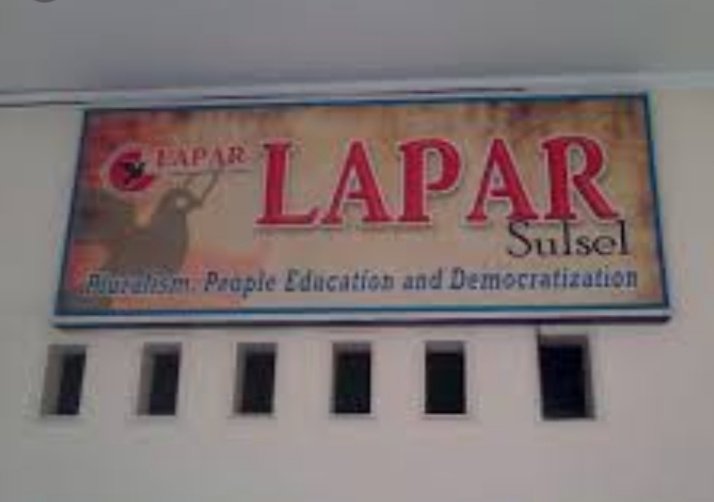 LAPAR
LAPAR
Sulsel
Pluralism, People Education and Democratization